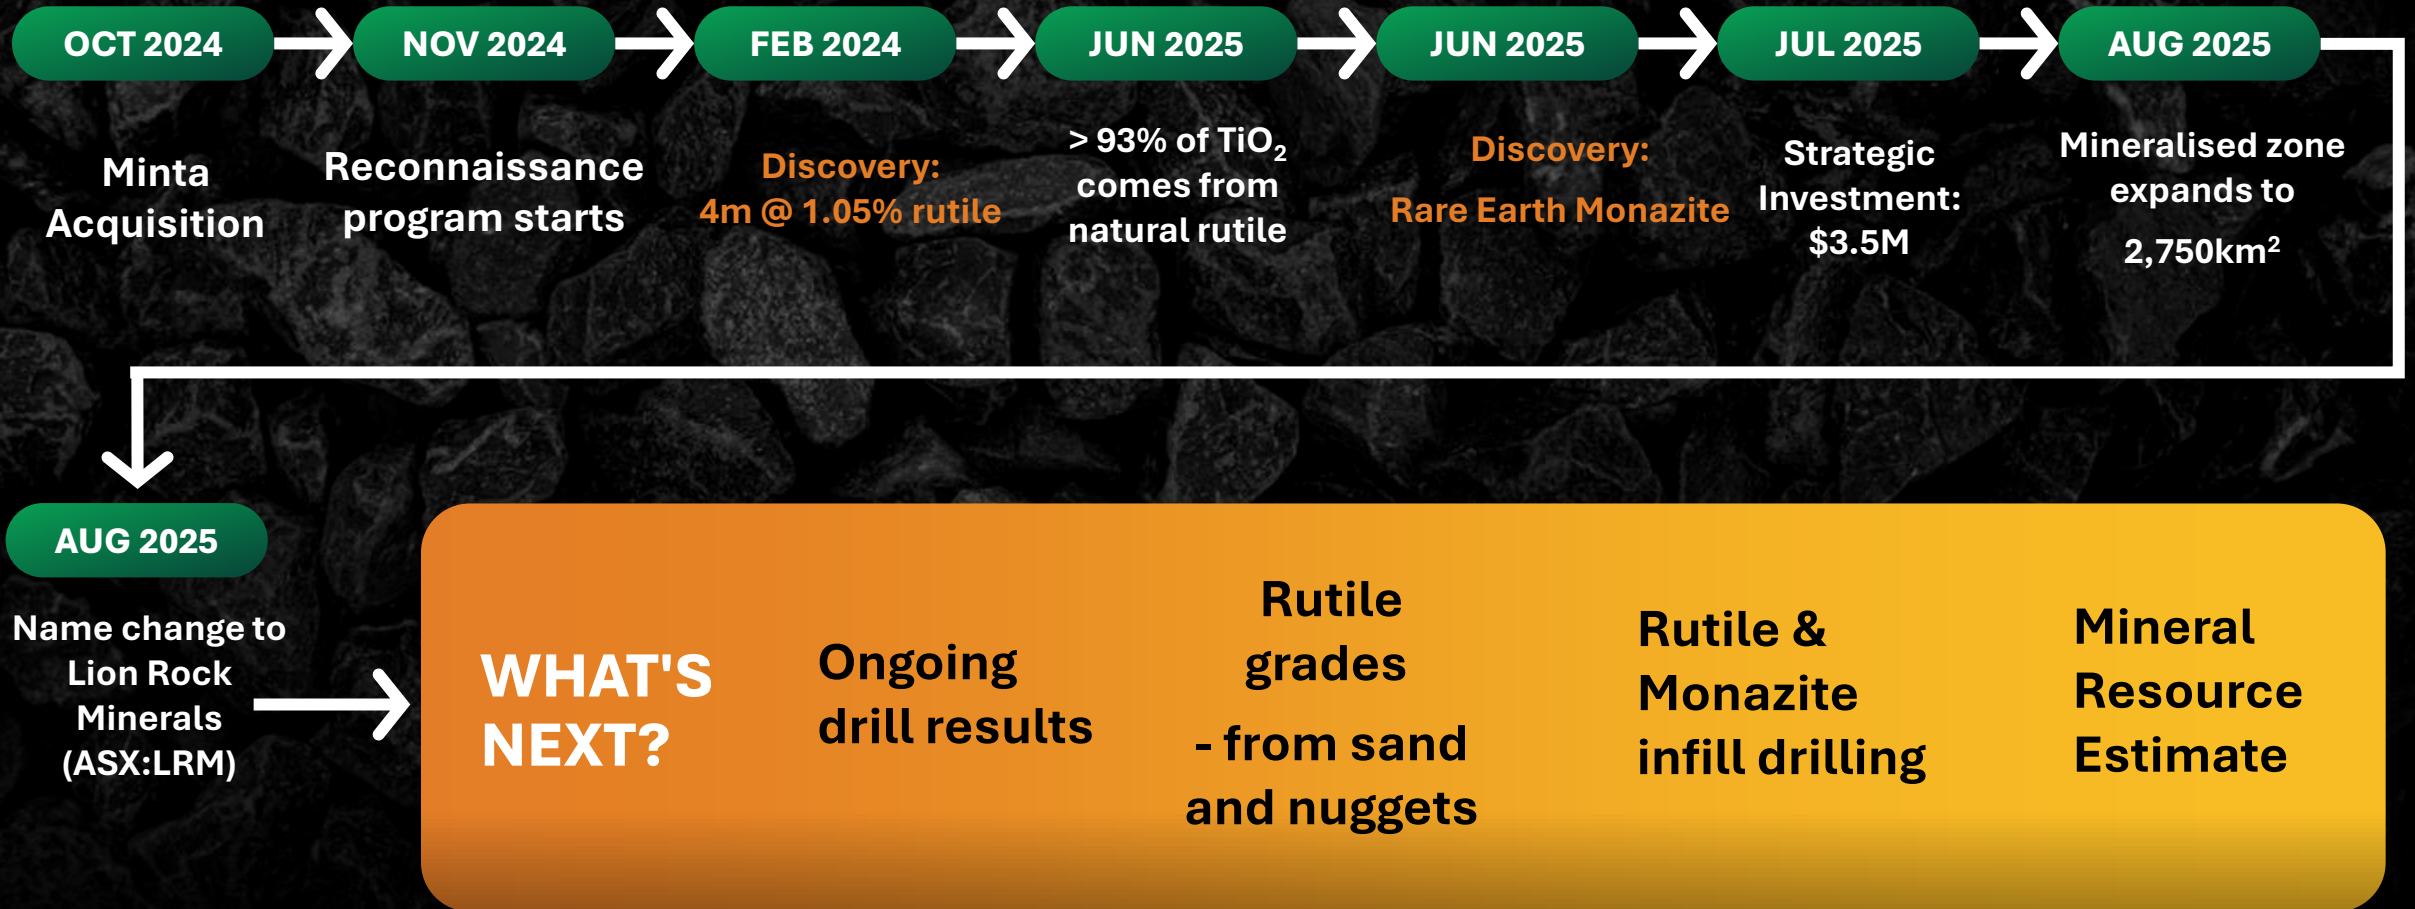 OCT 2024
NOV 2024
FEB 2024
JUN 2025
JUN 2025
JUL 2025
AUG 2025
Minta
Acquisition
Reconnaissance
program starts
Discovery:
4m @ 1.05% rutile
> 93% of TiO₂
comes from
natural rutile
Discovery:
Rare Earth Monazite
Strategic
Investment:
$3.5M
Mineralised zone
expands to
2,750km²
AUG 2025
Name change to
Lion Rock
Minerals
(ASX:LRM)
WHAT'S
NEXT?
Ongoing
drill results
Rutile
grades
- from sand
and nuggets
Rutile &
Monazite
infill drilling
Mineral
Resource
Estimate